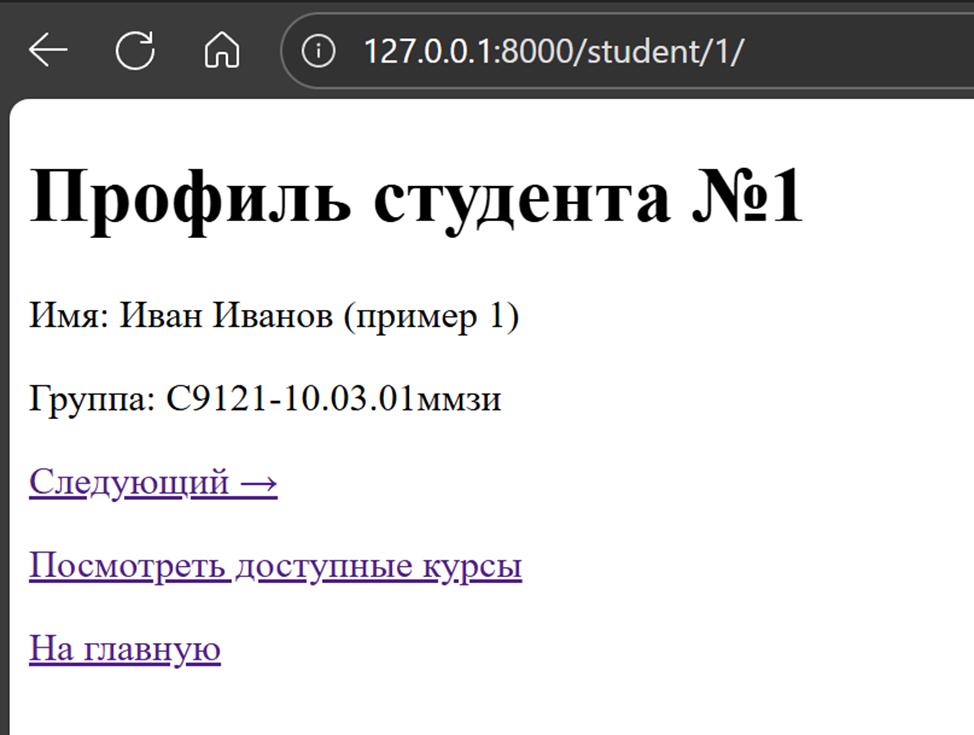 127.0.0.1:8000/student/1/
Профиль студента №1
Имя: Иван Иванов (пример 1)
Группа: С9121-10.03.01ммзи
Следующий →
Посмотреть доступные курсы
На главную